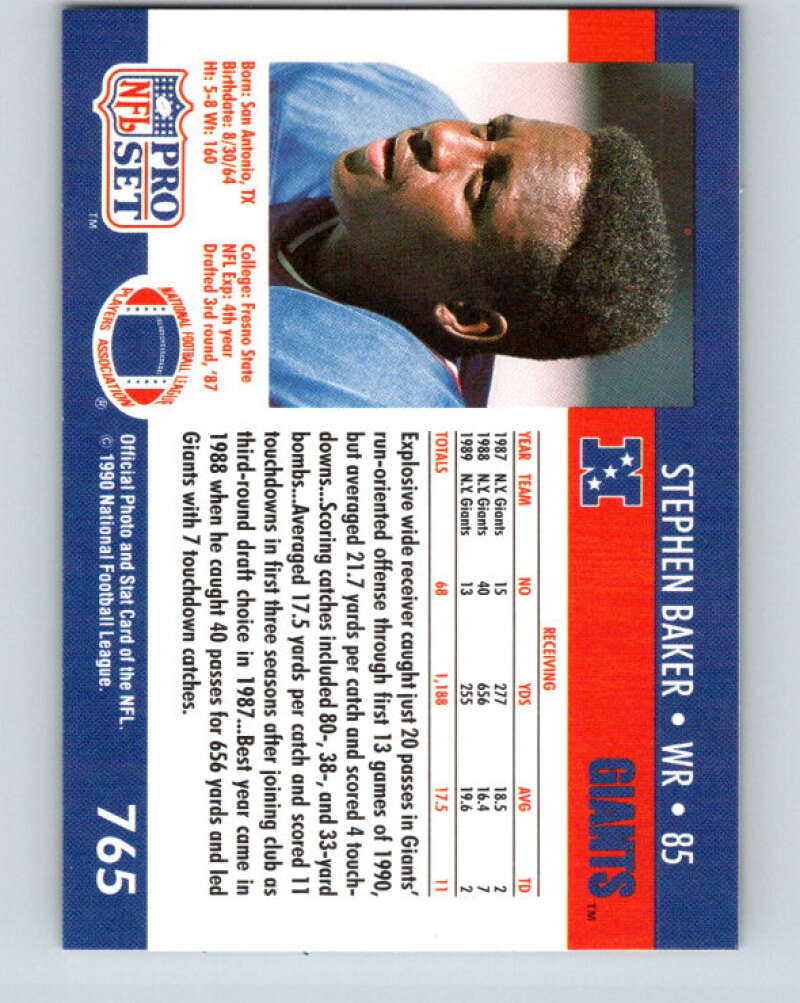 STEPHEN BAKER • WR • 85
GIANTS™
RECEIVING
YEAR TEAM NO YDS AVG TD
1987 N.Y. Giants 15 277 18.5 2
1988 N.Y. Giants 40 656 16.4 7
1989 N.Y. Giants 13 255 19.6 2
TOTALS 68 1,188 17.5 11
Explosive wide receiver caught just 20 passes in Giants'
run-oriented offense through first 13 games of 1990,
but averaged 21.7 yards per catch and scored 4 touch-
downs...Scoring catches included 80-, 38-, and 33-yard
bombs...Averaged 17.5 yards per catch and scored 11
touchdowns in first three seasons after joining club as
third-round draft choice in 1987...Best year came in
1988 when he caught 40 passes for 656 yards and led
Giants with 7 touchdown catches.
Born: San Antonio, TX
Birthdate: 8/30/64
Ht: 5-8 Wt: 160
College: Fresno State
NFL Exp: 4th year
Drafted 3rd round, '87
PRO
NFL SET
™
NATIONAL FOOTBALL LEAGUE
PLAYERS ASSOCIATION
®
Official Photo and Stat Card of the NFL.
© 1990 National Football League.
765